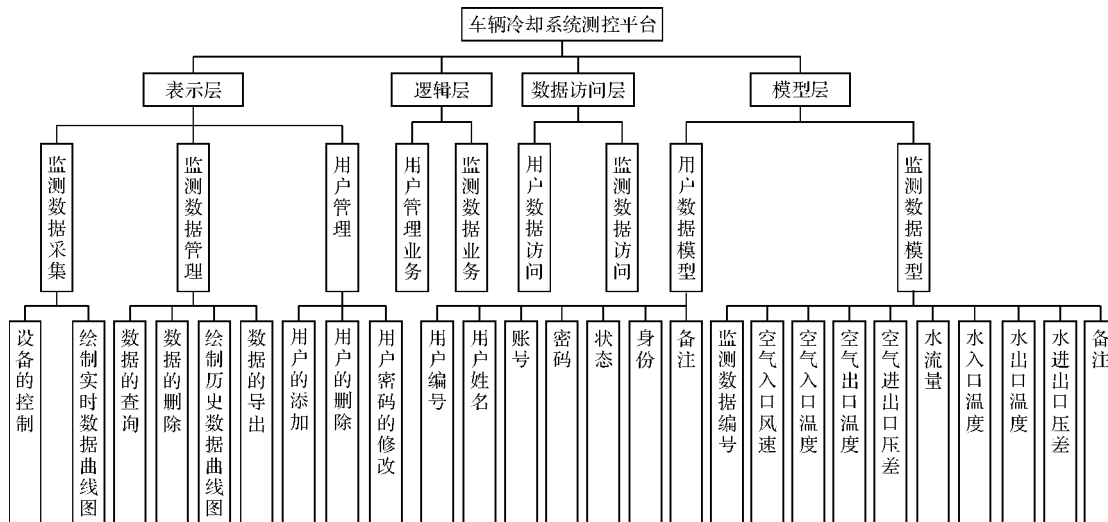 车辆冷却系统测控平台
表示层
逻辑层
数据访问层
模型层
监测数据采集
监测数据管理
用户管理
用户管理业务
监测数据业务
用户数据访问
监测数据访问
用户数据模型
监测数据模型
设备的控制
绘制实时数据曲线图
数据的查询
数据的删除
绘制历史数据曲线图
数据的导出
用户的添加
用户的删除
用户密码的修改
用户编号
用户姓名
账号
密码
状态
身份
备注
监测数据编号
空气入口风速
空气入口温度
空气出口温度
空气进出口压差
水流量
水入口温度
水出口温度
水进出口压差
备注